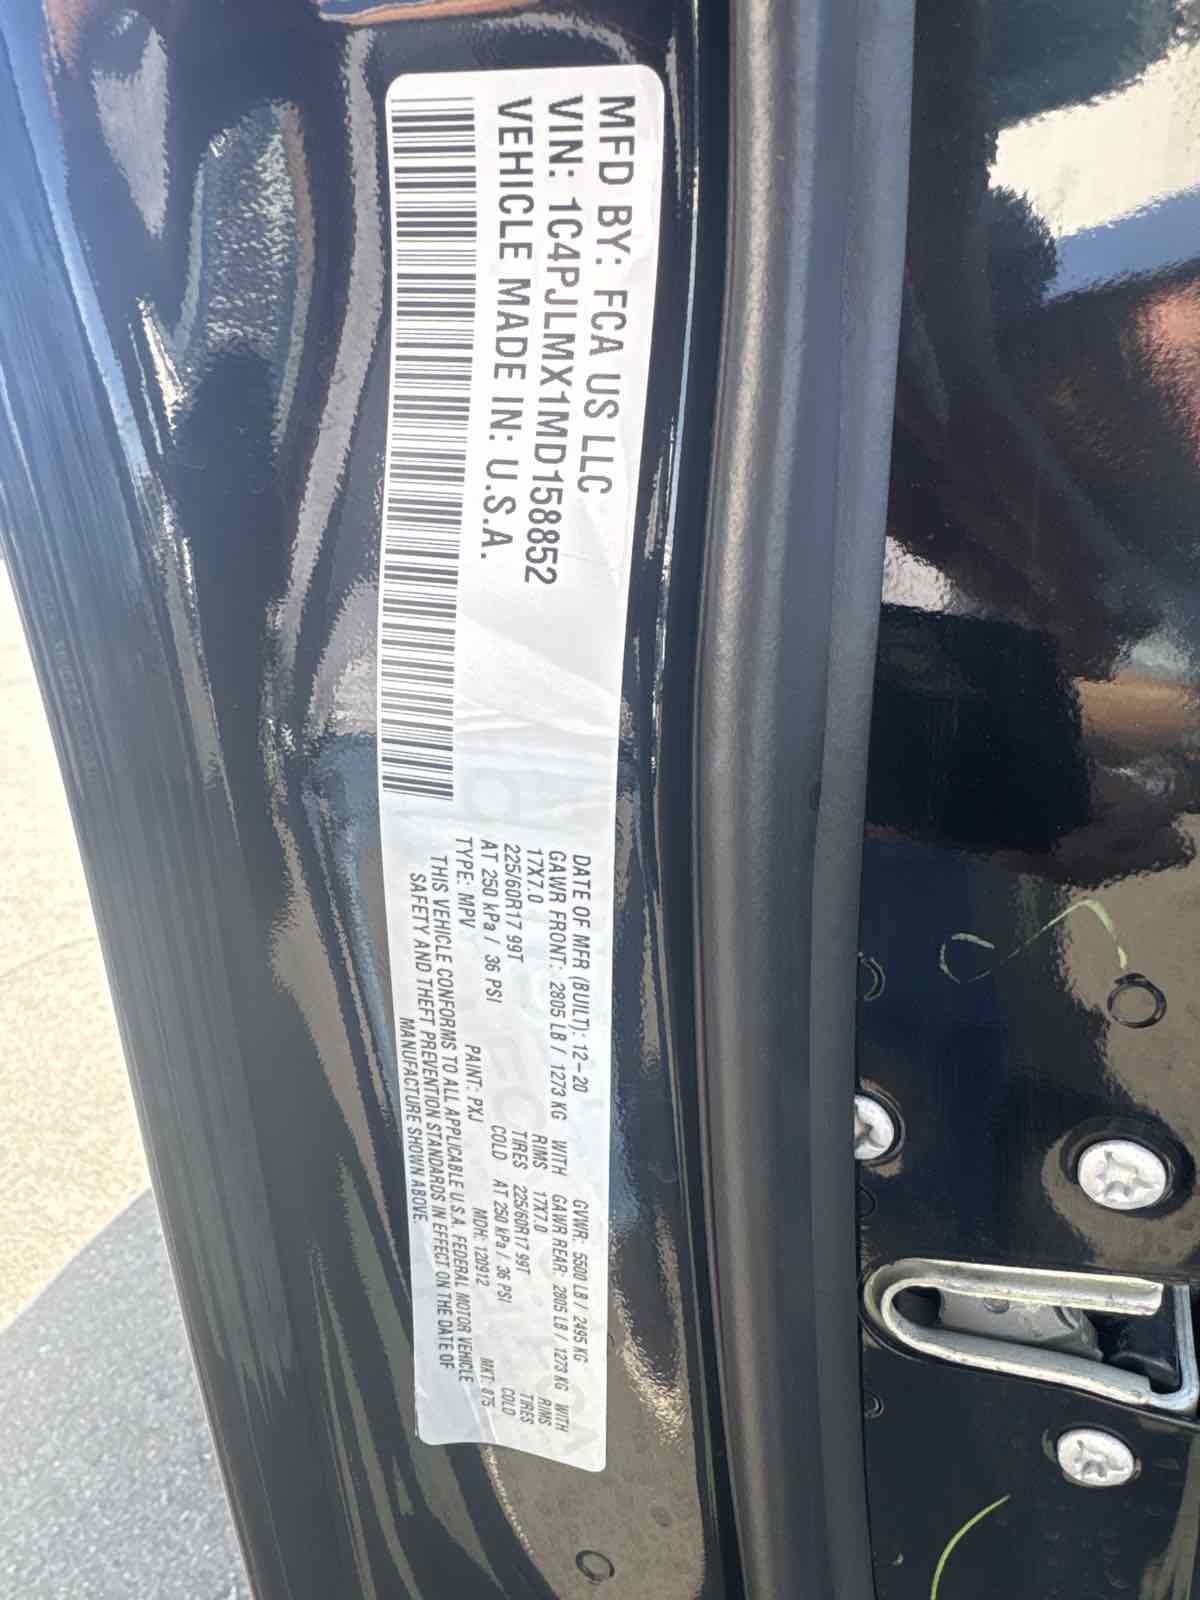 MFD BY: FCA US LLC
VIN: 1C4PJLMX1MD158852
VEHICLE MADE IN: U.S.A.
DATE OF MFR (BUILT): 12-20 GVWR: 5500 LB / 2495 KG
GAWR FRONT: 2805 LB / 1273 KG WITH GAWR REAR: 2805 LB / 1273 KG WITH
17X7.0 RIMS 17X7.0 RIMS
225/60R17 99T TIRES 225/60R17 99T TIRES
AT 250 kPa / 36 PSI COLD AT 250 kPa / 36 PSI COLD
TYPE: MPV PAINT: PXJ MDH: 120912 MKT: 875
THIS VEHICLE CONFORMS TO ALL APPLICABLE U.S.A. FEDERAL MOTOR VEHICLE
SAFETY AND THEFT PREVENTION STANDARDS IN EFFECT ON THE DATE OF
MANUFACTURE SHOWN ABOVE.